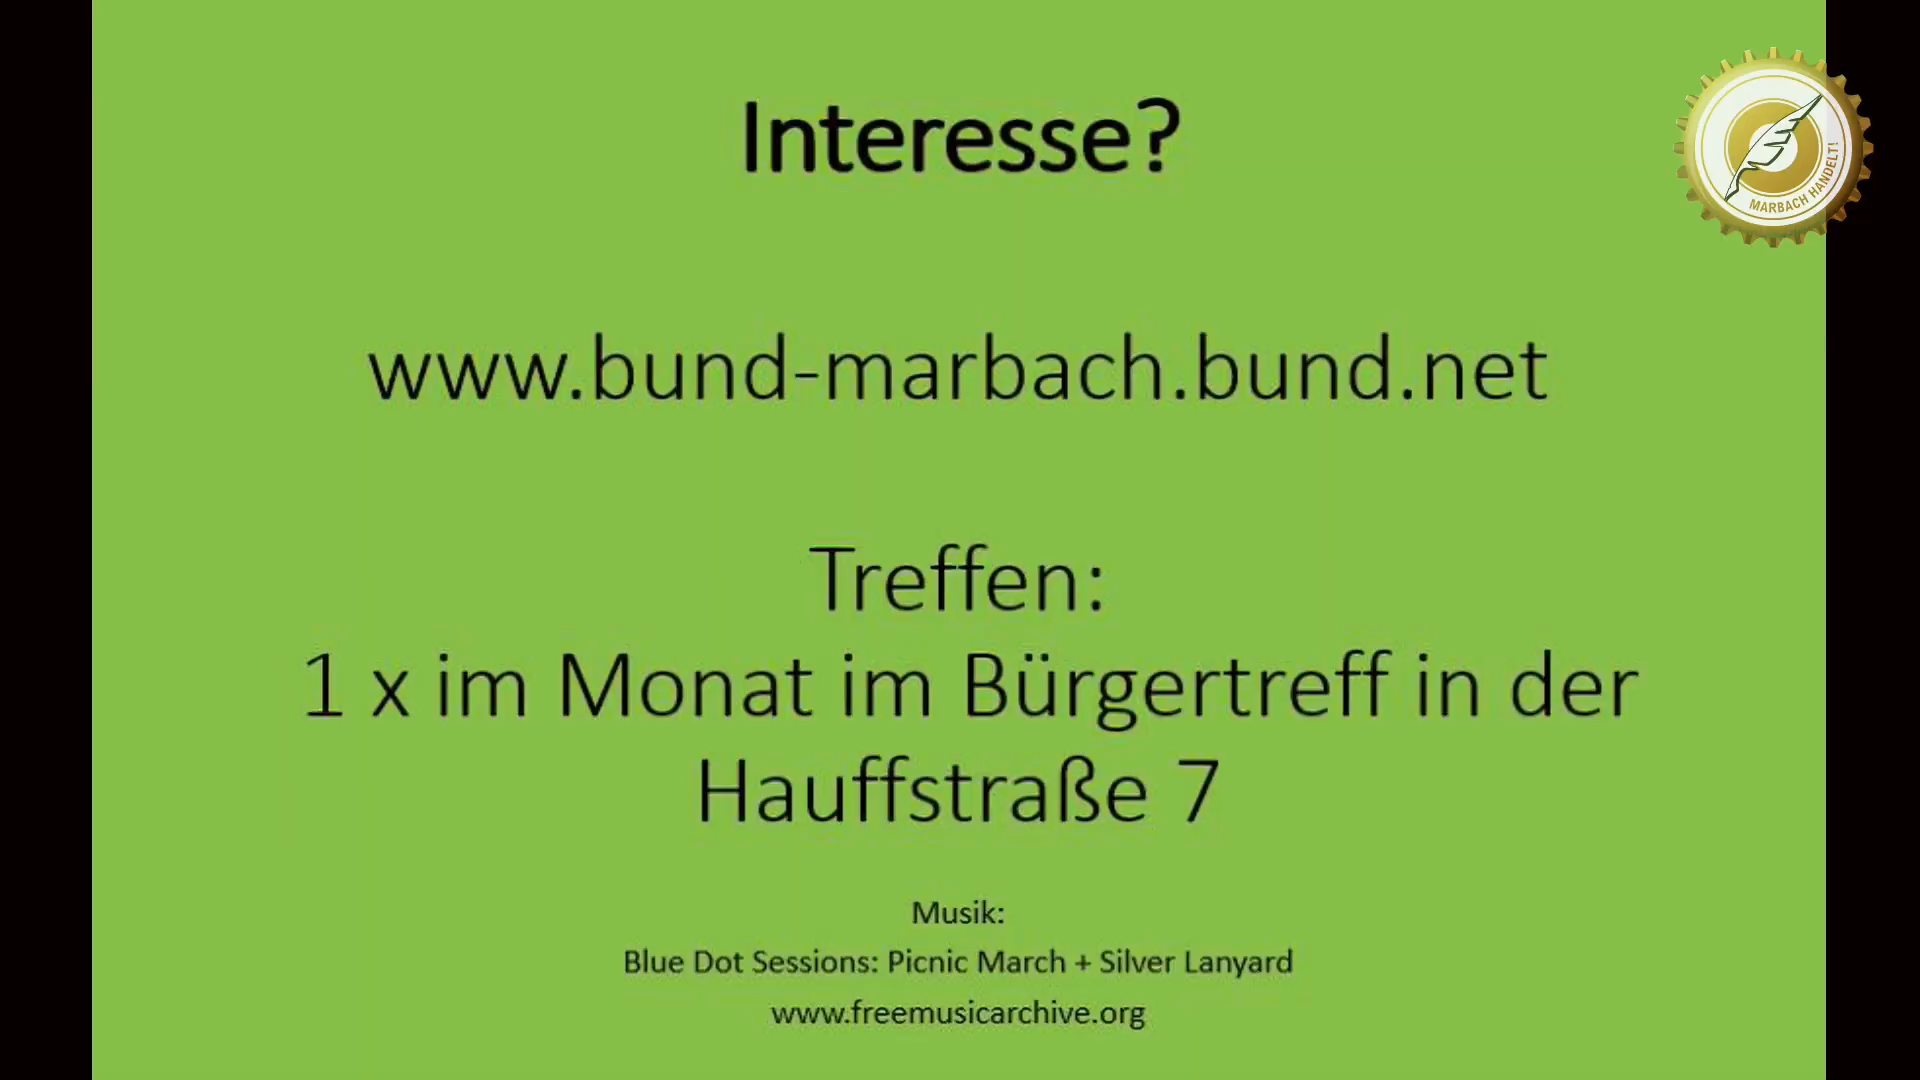 Interesse?
MARBACH HANDELT!
www.bund-marbach.bund.net
Treffen:
1 x im Monat im Bürgertreff in der
Hauffstraße 7
Musik:
Blue Dot Sessions: Picnic March + Silver Lanyard
www.freemusicarchive.org